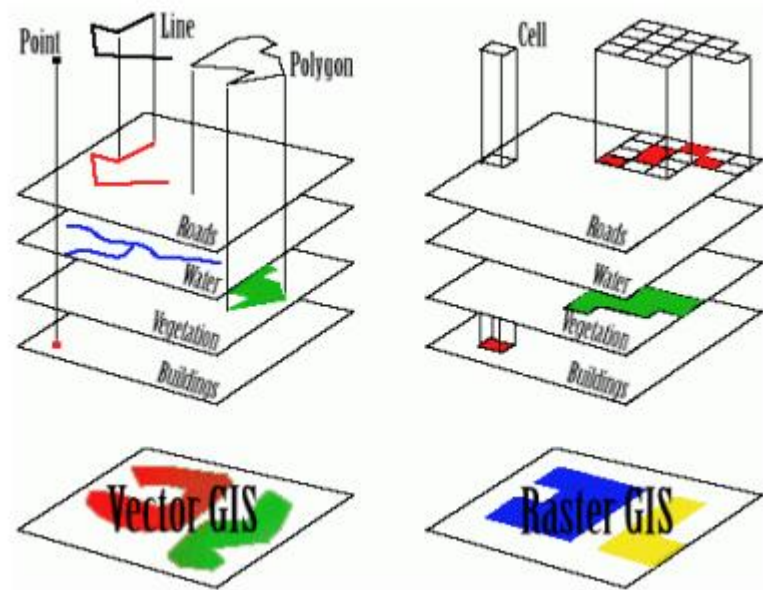 Point
Line
Polygon
Roads
Water
Vegetation
Buildings
Vector GIS
Cell
Roads
Water
Vegetation
Buildings
Raster GIS